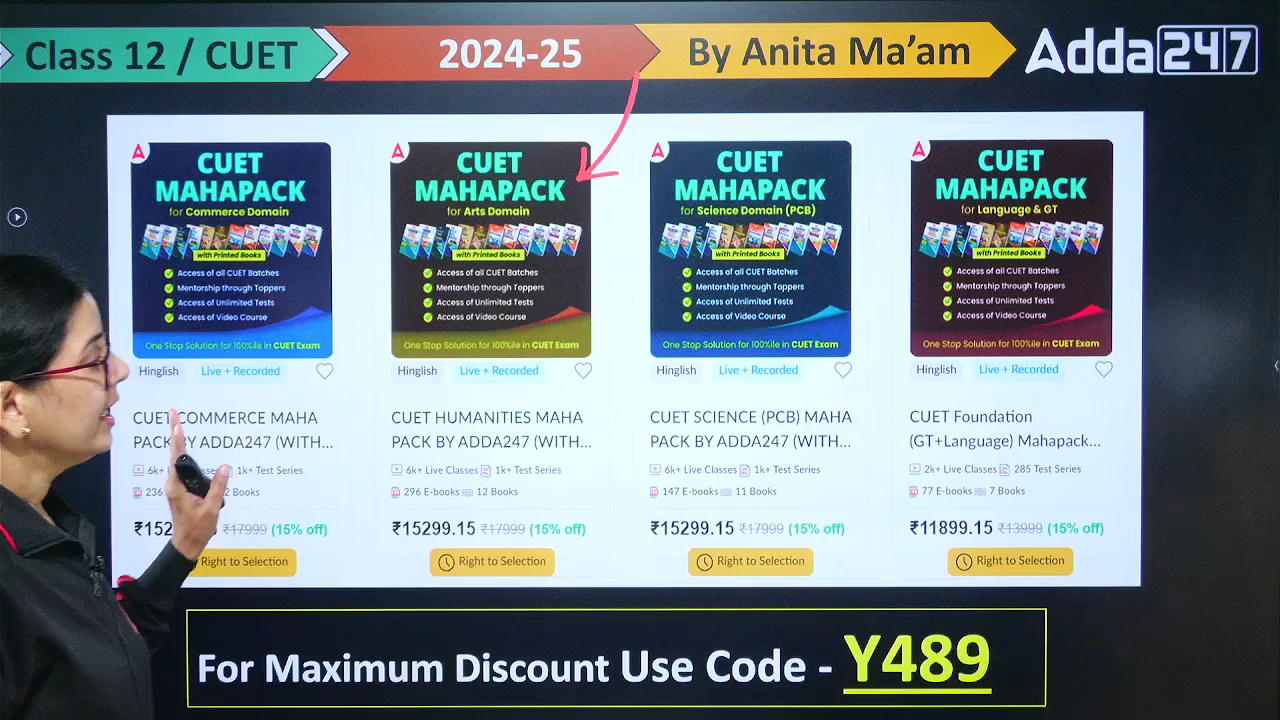 Class 12 / CUET
2024-25
By Anita Ma’am
Adda247
A
CUET
MAHAPACK
for Commerce Domain
with Printed Books
Access of all CUET Batches
Mentorship through Toppers
Access of Unlimited Tests
Access of Video Course
One Stop Solution for 100%ile in CUET Exam
Hinglish
Live + Recorded
CUET COMMERCE MAHA
PACK BY ADDA247 (WITH...
6k+ Live Classes 1k+ Test Series
236 Books
₹152 ₹17999 (15% off)
Right to Selection
A
CUET
MAHAPACK
for Arts Domain
with Printed Books
Access of all CUET Batches
Mentorship through Toppers
Access of Unlimited Tests
Access of Video Course
One Stop Solution for 100%ile in CUET Exam
Hinglish
Live + Recorded
CUET HUMANITIES MAHA
PACK BY ADDA247 (WITH...
6k+ Live Classes 1k+ Test Series
296 E-books 12 Books
₹15299.15 ₹17999 (15% off)
Right to Selection
A
CUET
MAHAPACK
for Science Domain (PCB)
with Printed Books
Access of all CUET Batches
Mentorship through Toppers
Access of Unlimited Tests
Access of Video Course
One Stop Solution for 100%ile in CUET Exam
Hinglish
Live + Recorded
CUET SCIENCE (PCB) MAHA
PACK BY ADDA247 (WITH...
6k+ Live Classes 1k+ Test Series
147 E-books 11 Books
₹15299.15 ₹17999 (15% off)
Right to Selection
A
CUET
MAHAPACK
for Language & GT
with Printed Books
Access of all CUET Batches
Mentorship through Toppers
Access of Unlimited Tests
Access of Video Course
One Stop Solution for 100%ile in CUET Exam
Hinglish
Live + Recorded
CUET Foundation
(GT+Language) Mahapack...
2k+ Live Classes 285 Test Series
77 E-books 7 Books
₹11899.15 ₹13999 (15% off)
Right to Selection
For Maximum Discount Use Code - Y489